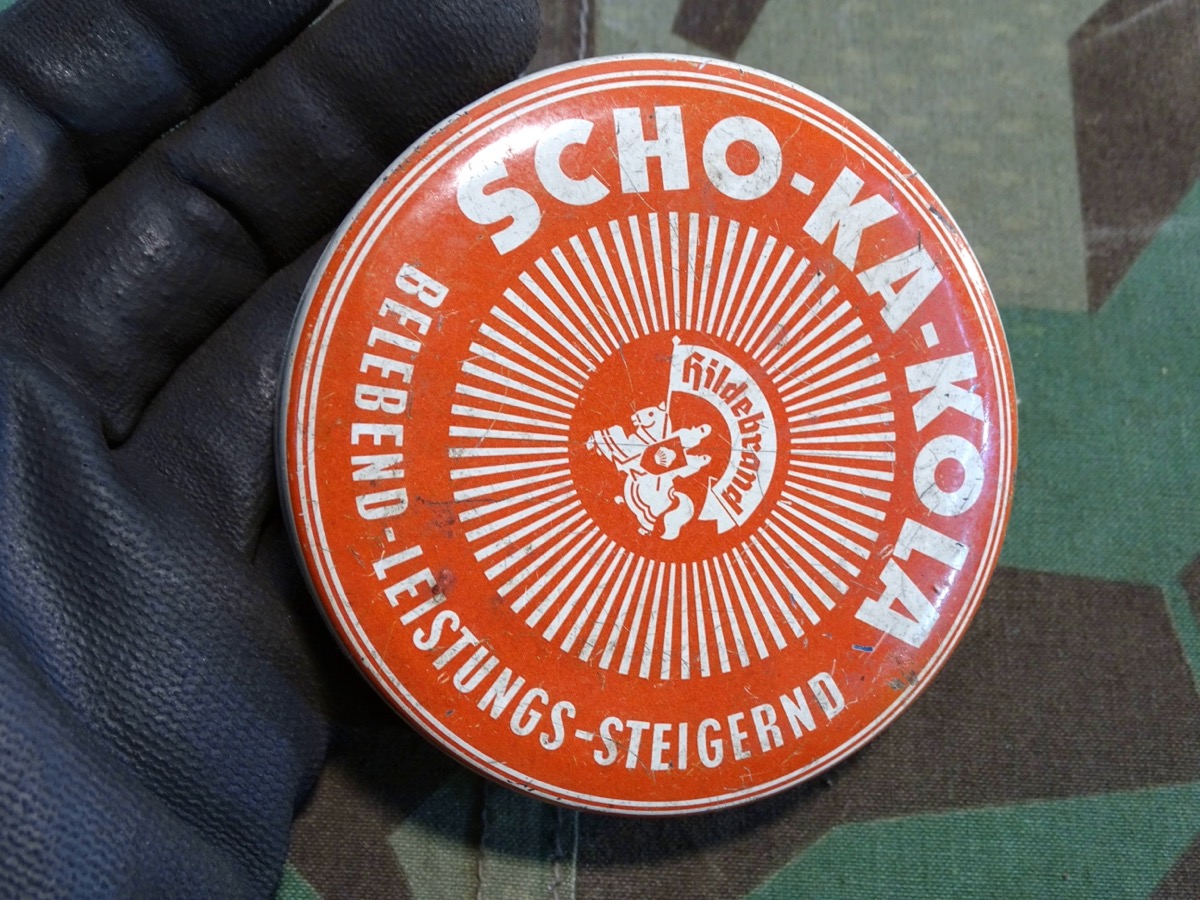 SCHO-KA-KOLA
Hildebrand
BELEBEND-LEISTUNGS-STEIGERND